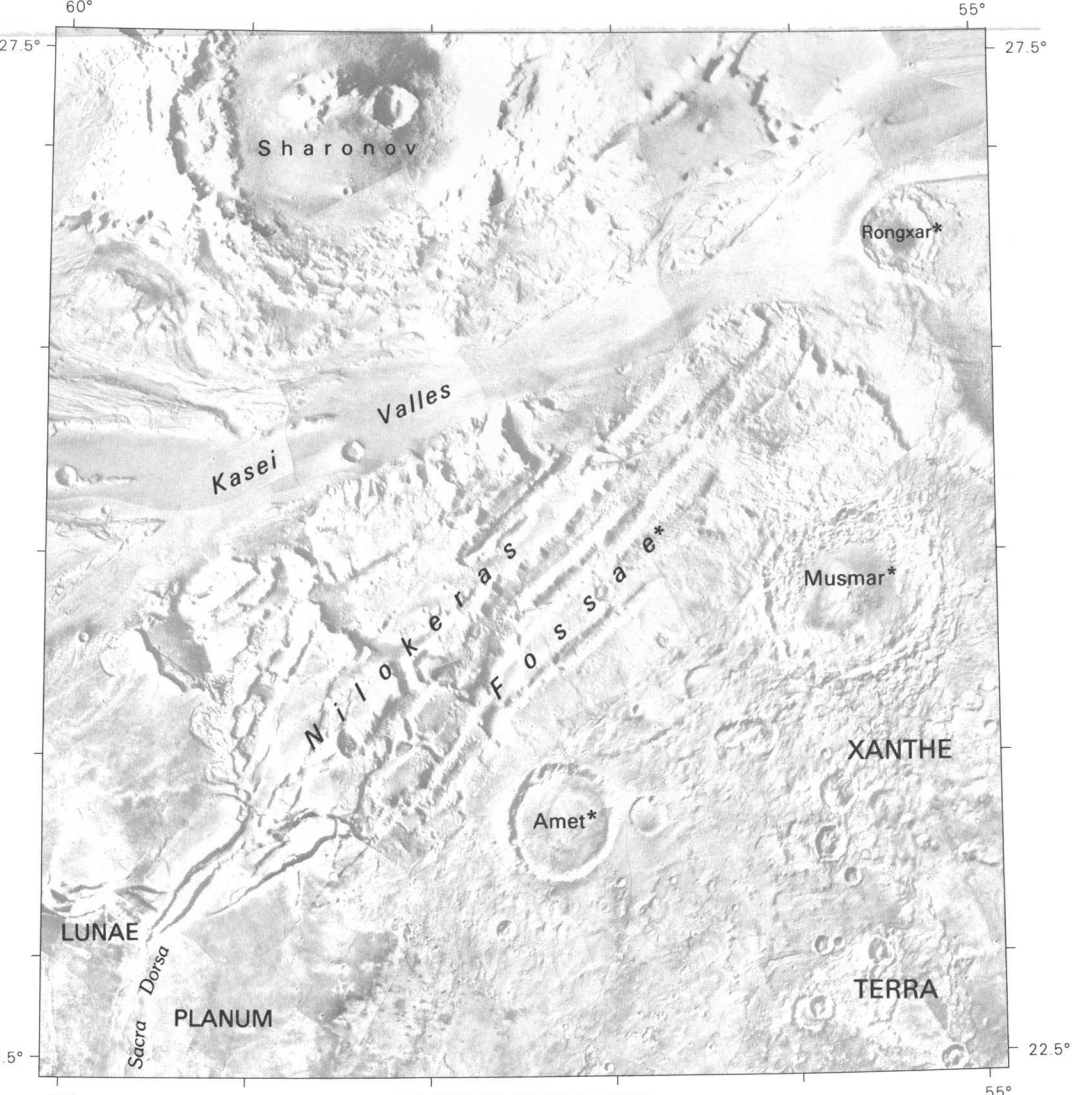 60°
55°
27.5°
27.5°
Sharonov
Rongxar*
Kasei Valles
Nilokeras
Fossae*
Musmar*
XANTHE
Amet*
LUNAE
Sacra Dorsa
PLANUM
TERRA
.5°
22.5°
55°